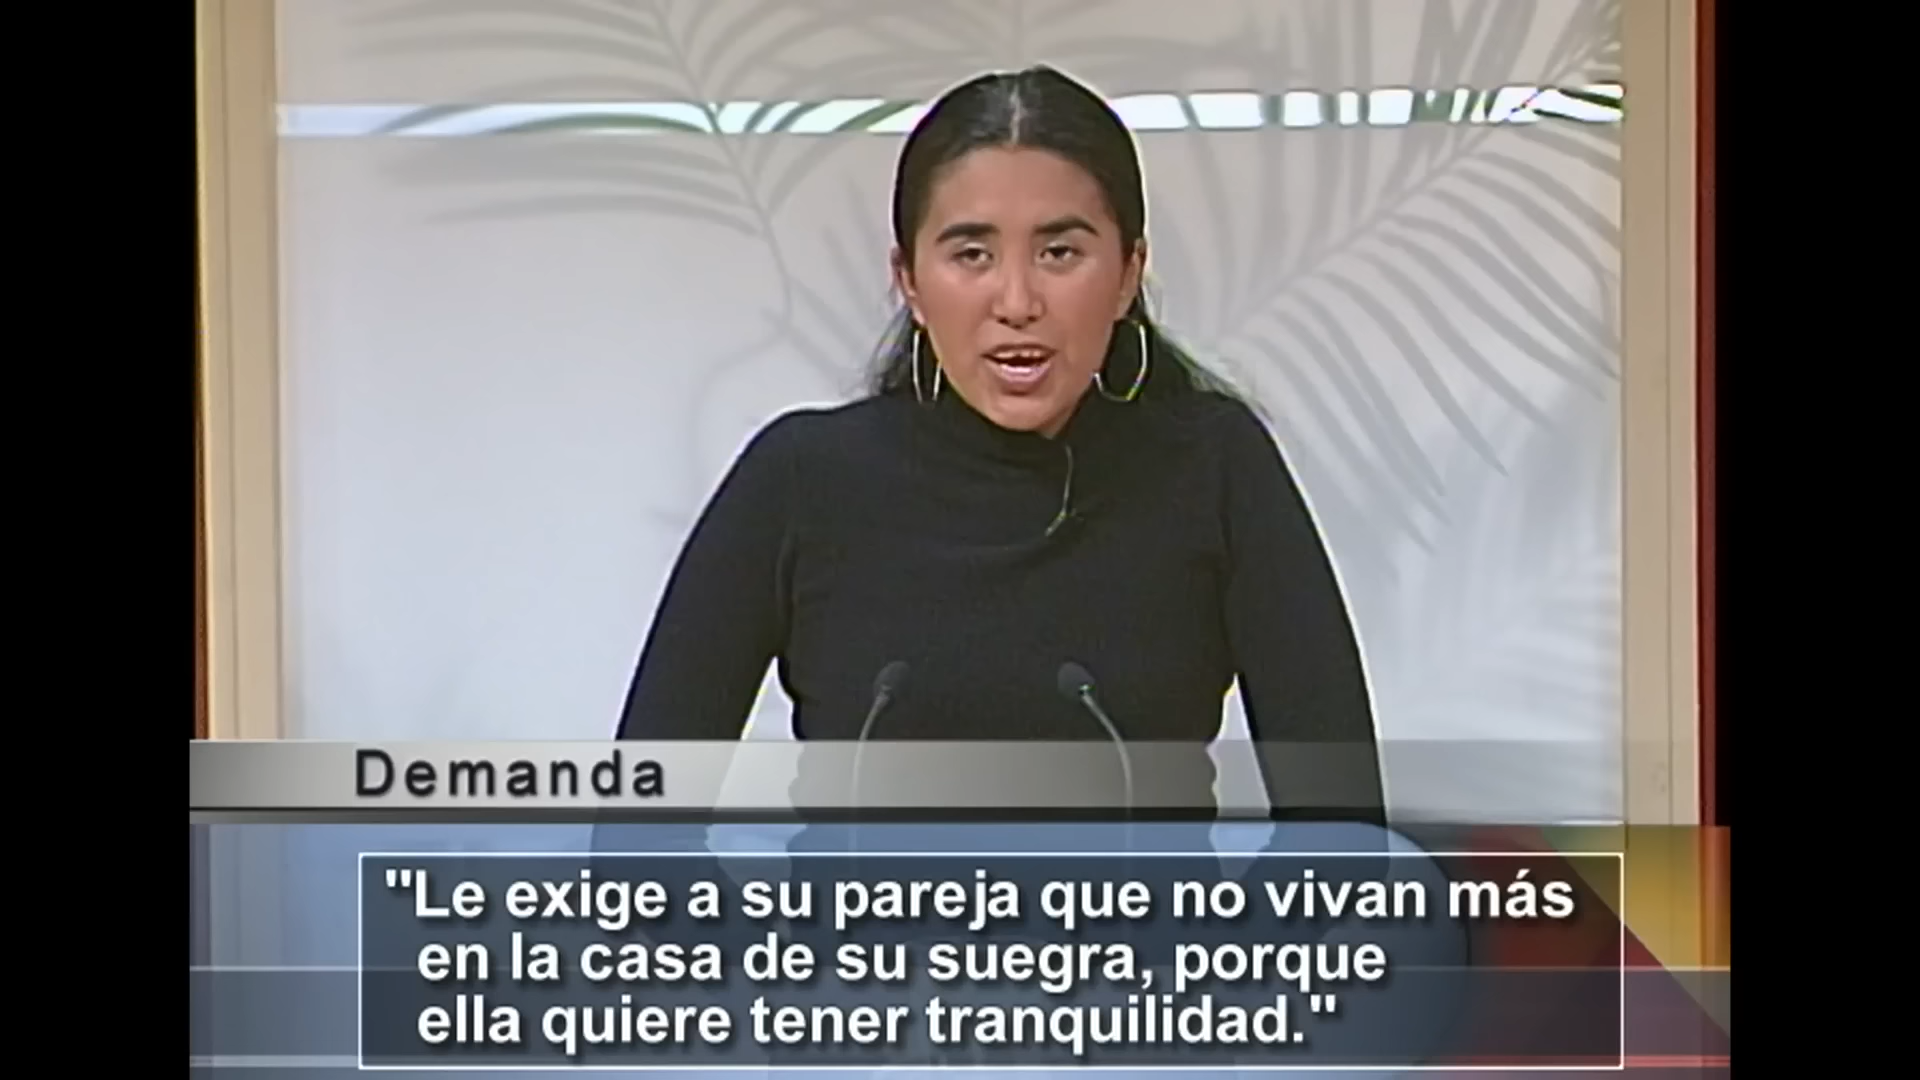 Demanda
"Le exige a su pareja que no vivan más
en la casa de su suegra, porque
ella quiere tener tranquilidad."